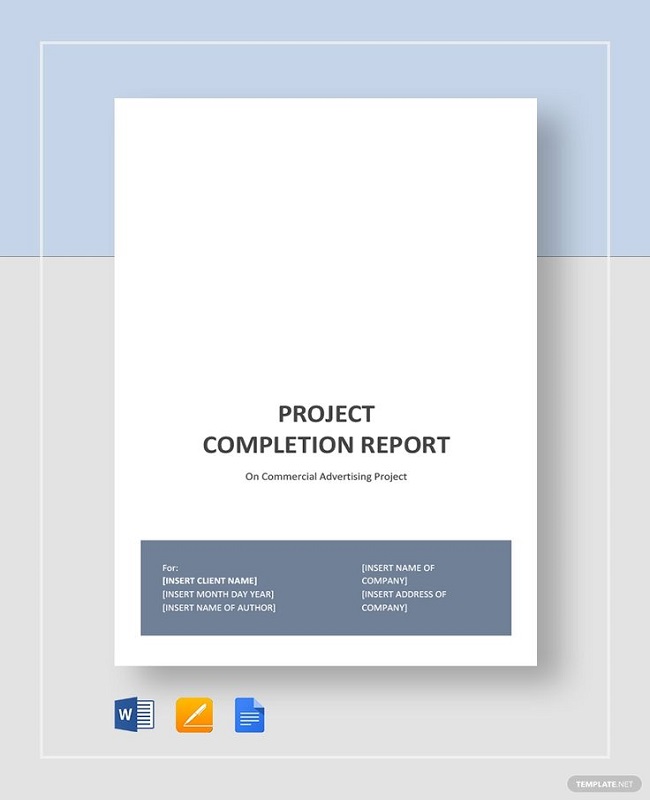 PROJECT
COMPLETION REPORT
On Commercial Advertising Project
For:
[INSERT CLIENT NAME]
[INSERT MONTH DAY YEAR]
[INSERT NAME OF AUTHOR]
[INSERT NAME OF
COMPANY]
[INSERT ADDRESS OF
COMPANY]
W
TEMPLATE.NET